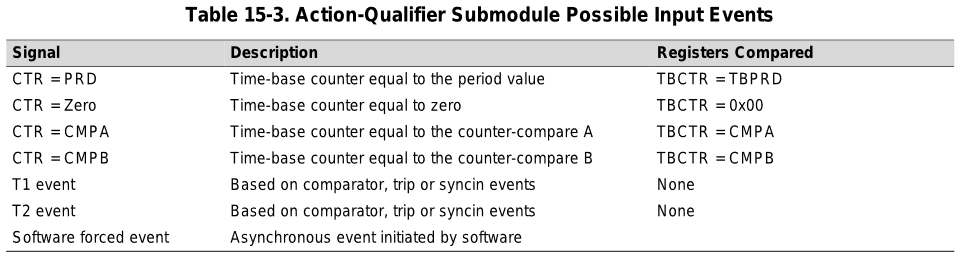 Table 15-3. Action-Qualifier Submodule Possible Input Events
Signal Description Registers Compared
CTR = PRD Time-base counter equal to the period value TBCTR = TBPRD
CTR = Zero Time-base counter equal to zero TBCTR = 0x00
CTR = CMPA Time-base counter equal to the counter-compare A TBCTR = CMPA
CTR = CMPB Time-base counter equal to the counter-compare B TBCTR = CMPB
T1 event Based on comparator, trip or syncin events None
T2 event Based on comparator, trip or syncin events None
Software forced event Asynchronous event initiated by software